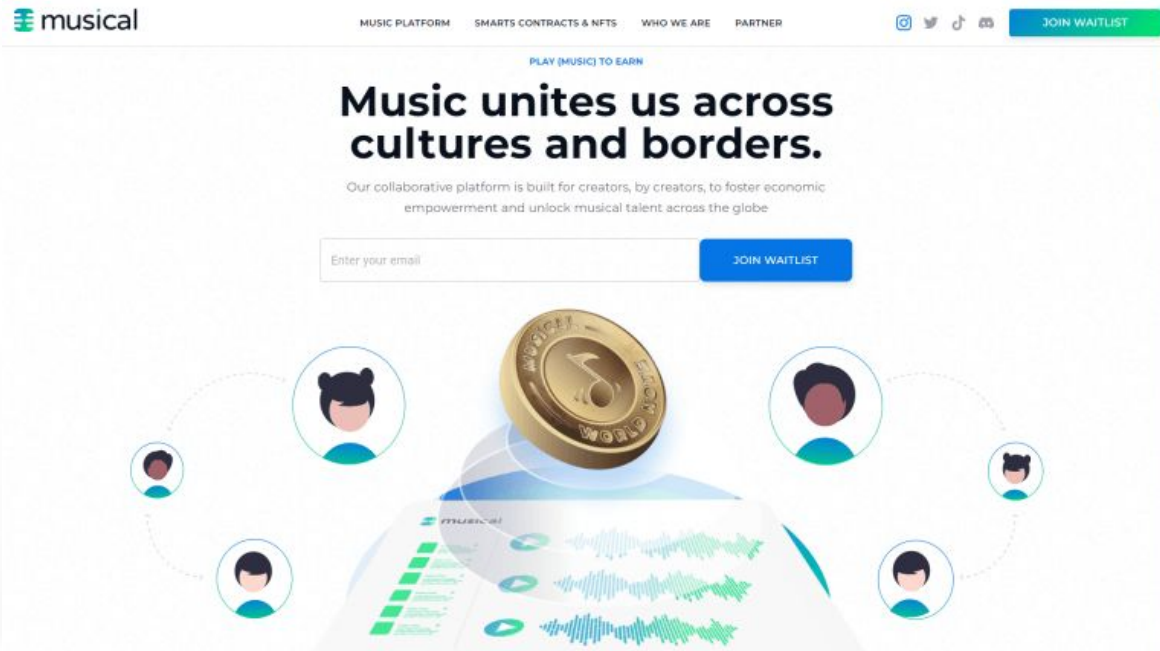 musical
MUSIC PLATFORM
SMARTS CONTRACTS & NFTS
WHO WE ARE
PARTNER
JOIN WAITLIST
PLAY (MUSIC) TO EARN
Music unites us across
cultures and borders.
Our collaborative platform is built for creators, by creators, to foster economic
empowerment and unlock musical talent across the globe
Enter your email
JOIN WAITLIST
MUSICAL
WORLD
musical